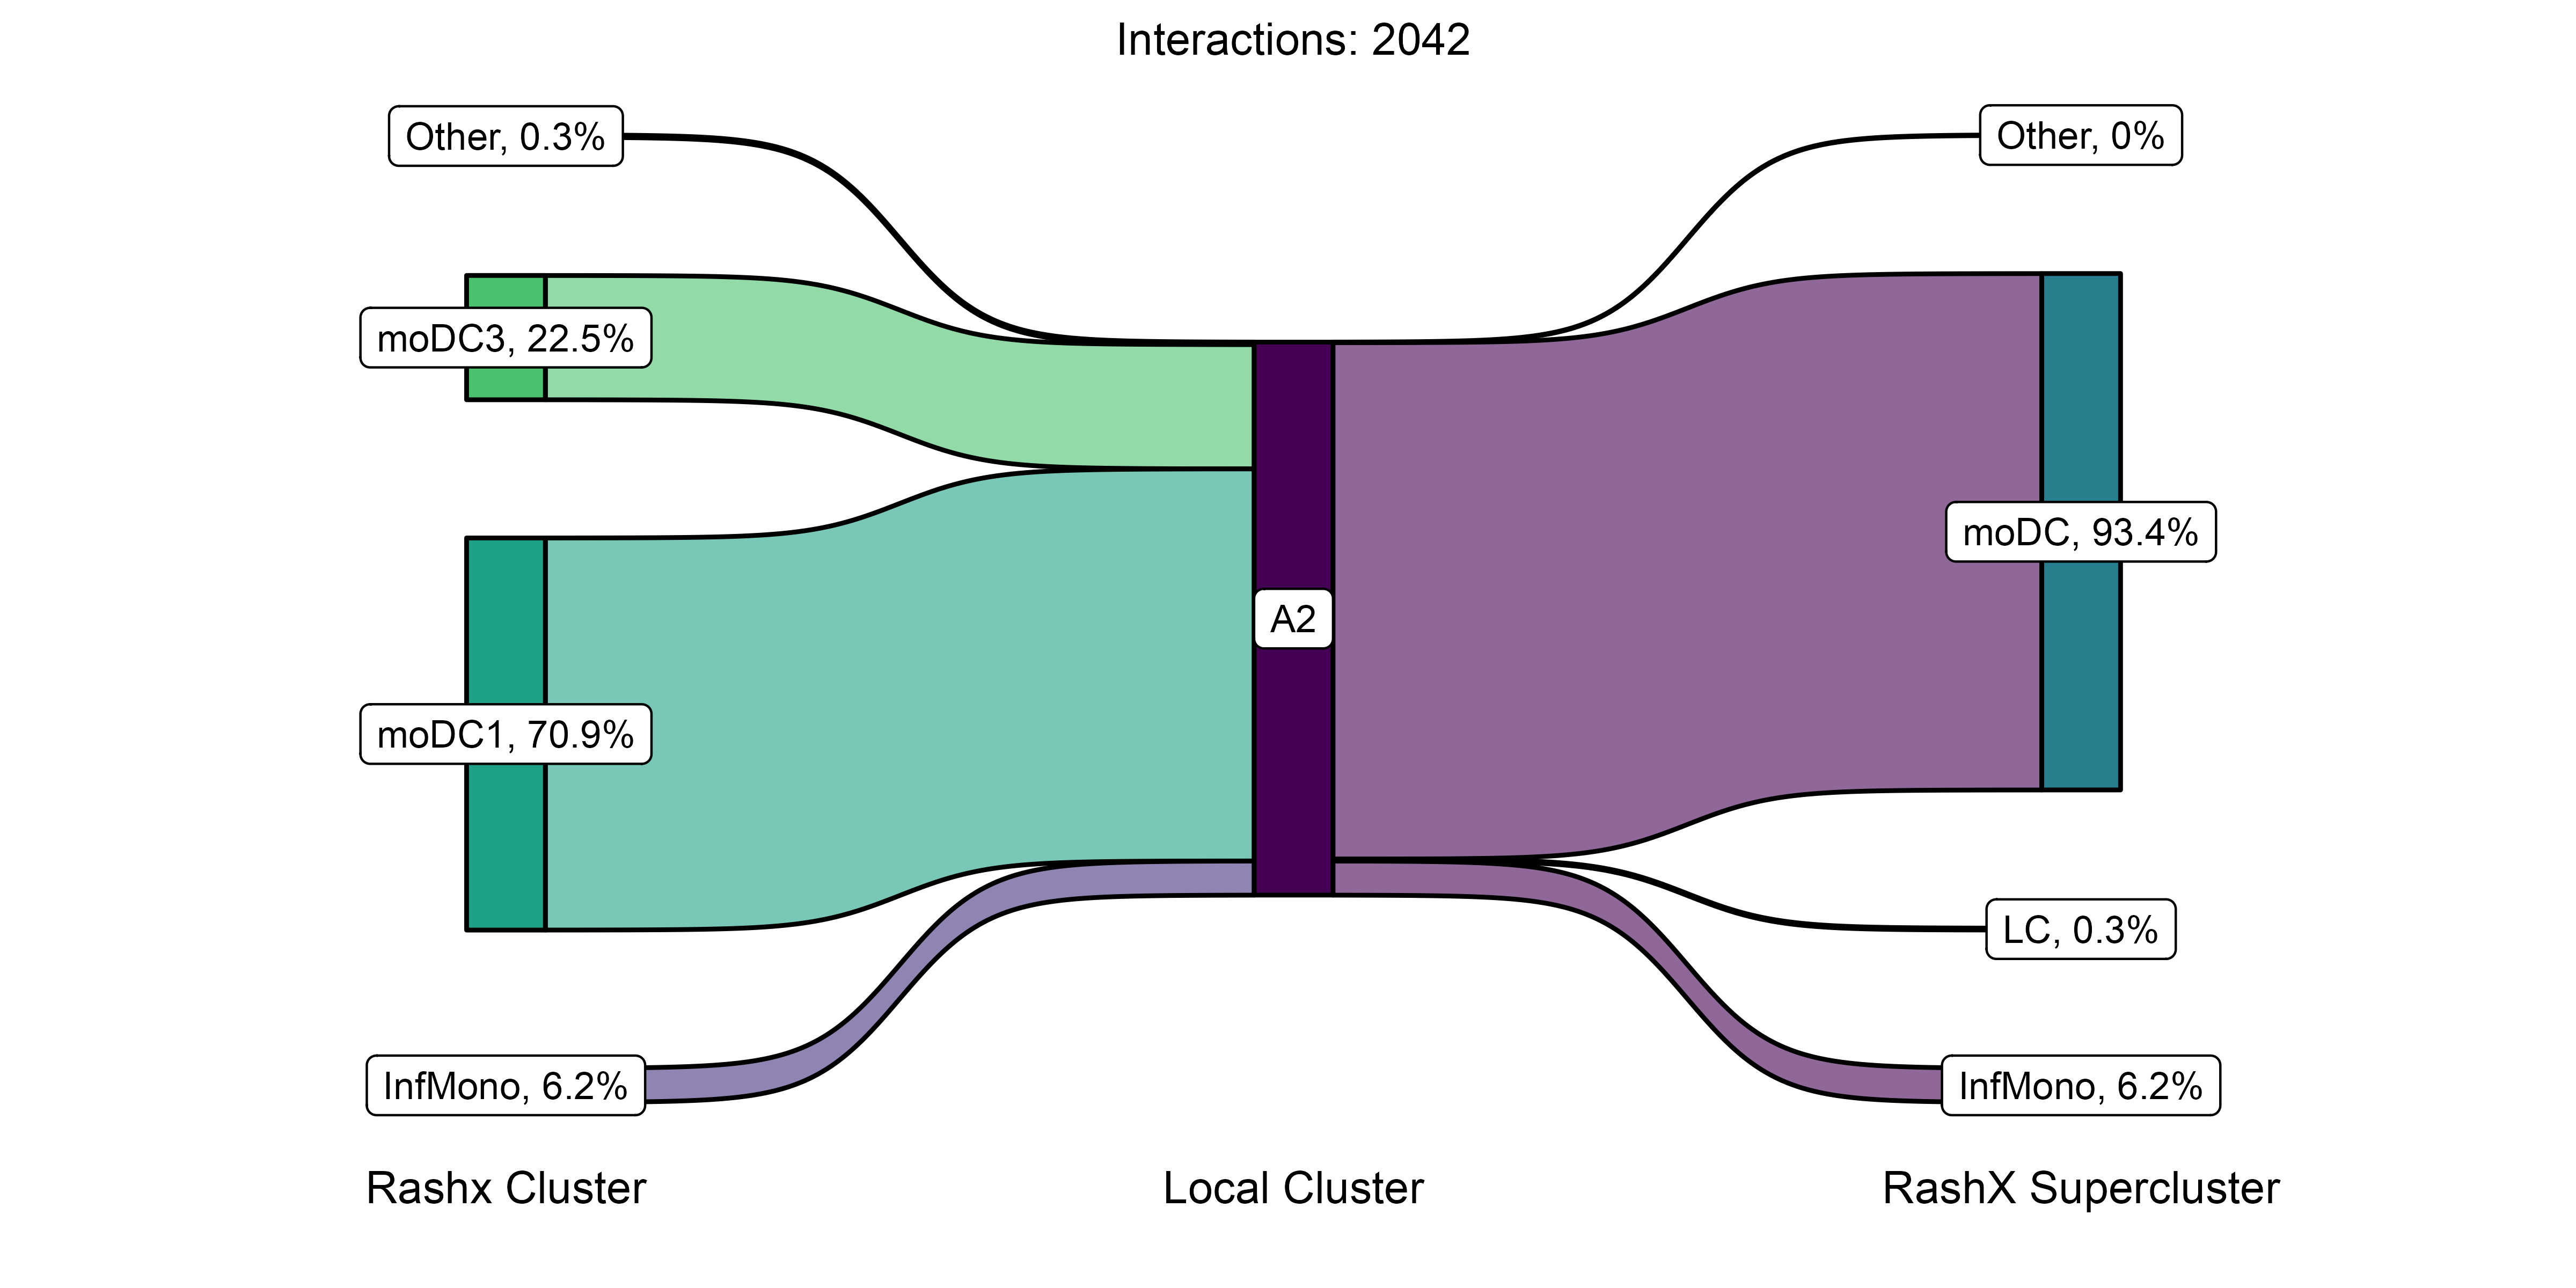 Interactions: 2042
Other, 0.3%
Other, 0%
moDC3, 22.5%
moDC, 93.4%
A2
moDC1, 70.9%
LC, 0.3%
InfMono, 6.2%
InfMono, 6.2%
Rashx Cluster
Local Cluster
RashX Supercluster